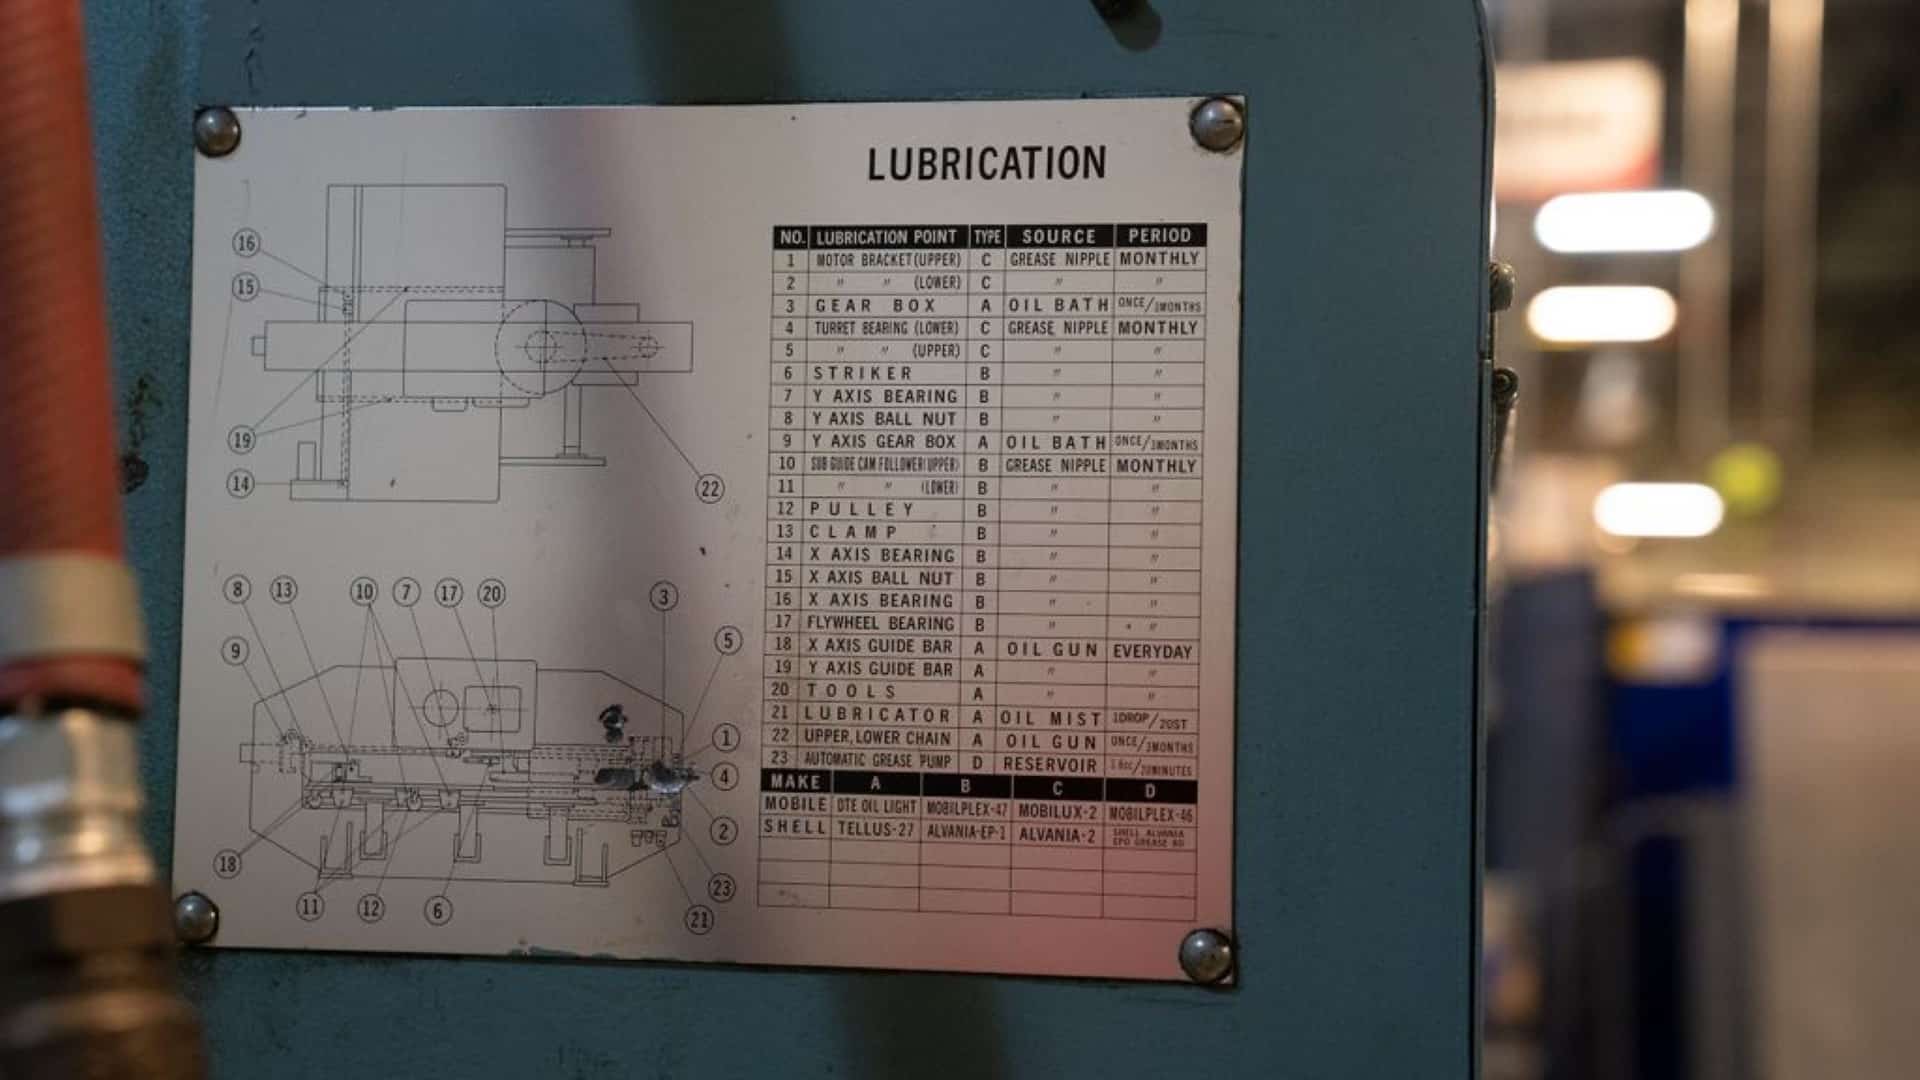 LUBRICATION
NO. LUBRICATION POINT TYPE SOURCE PERIOD
1 MOTOR BRACKET (UPPER) C GREASE NIPPLE MONTHLY
2 〃 〃 (LOWER) C 〃 〃
3 GEAR BOX A OIL BATH ONCE/3MONTHS
4 TURRET BEARING (LOWER) C GREASE NIPPLE MONTHLY
5 〃 〃 (UPPER) C 〃 〃
6 STRIKER B 〃 〃
7 Y AXIS BEARING B 〃 〃
8 Y AXIS BALL NUT B 〃 〃
9 Y AXIS GEAR BOX A OIL BATH ONCE/3MONTHS
10 SUB GUIDE CAM FOLLOWER (UPPER) B GREASE NIPPLE MONTHLY
11 〃 〃 (LOWER) B 〃 〃
12 PULLEY B 〃 〃
13 CLAMP B 〃 〃
14 X AXIS BEARING B 〃 〃
15 X AXIS BALL NUT B 〃 〃
16 X AXIS BEARING B 〃 〃
17 FLYWHEEL BEARING B 〃 〃
18 X AXIS GUIDE BAR A OIL GUN EVERYDAY
19 Y AXIS GUIDE BAR A 〃 〃
20 TOOLS A 〃 〃
21 LUBRICATOR A OIL MIST 1DROP/20ST
22 UPPER, LOWER CHAIN A OIL GUN ONCE/3MONTHS
23 AUTOMATIC GREASE PUMP D RESERVOIR
MAKE A B C D
MOBILE DTE OIL LIGHT MOBILPLEX-47 MOBILUX-2 MOBILPLEX-46
SHELL TELLUS-27 ALVANIA-EP-1 ALVANIA-2 SHELL ALVANIA
16
15
19
14
22
8 13 10 7 17 20 3
9 5
1
4
2
18 23
11 12 6 21